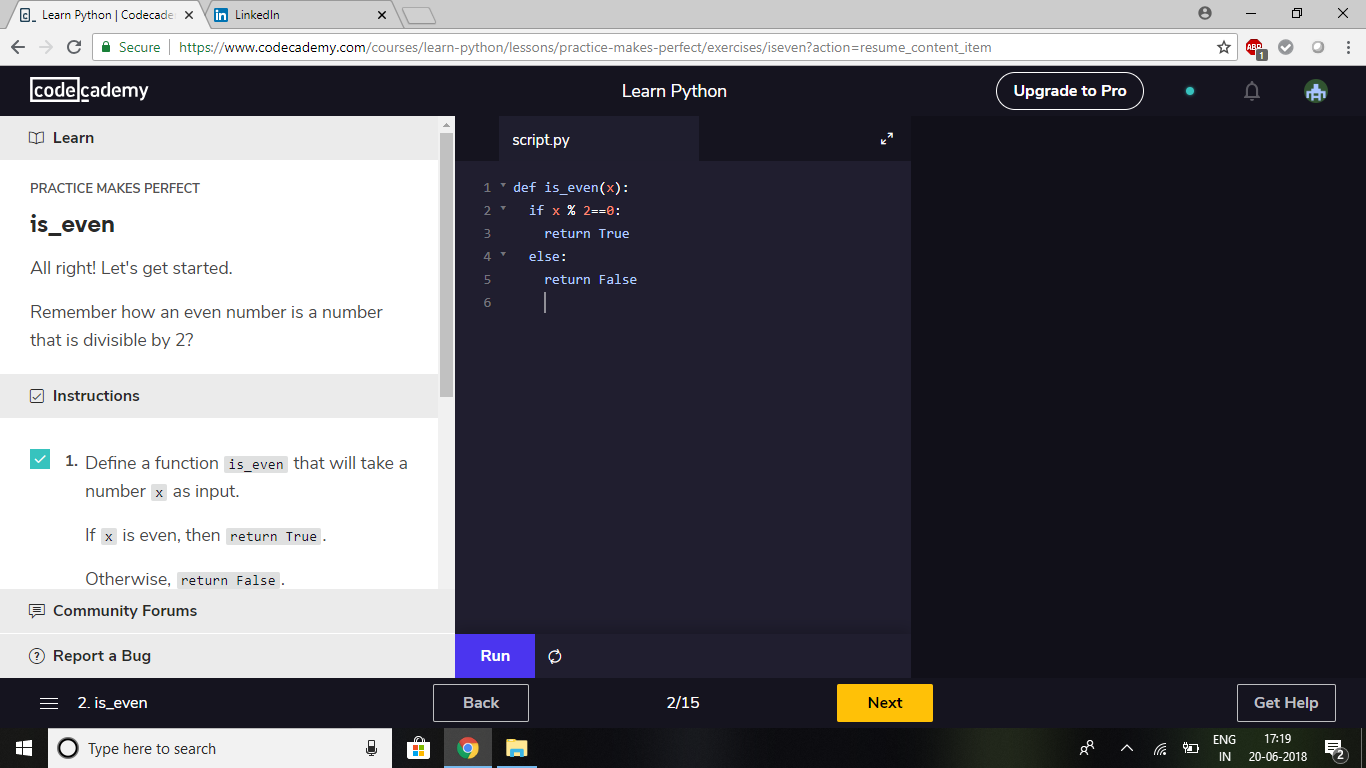 Learn Python | Codecade
LinkedIn
Secure
https://www.codecademy.com/courses/learn-python/lessons/practice-makes-perfect/exercises/iseven?action=resume_content_item
ABP
1
codecademy
Learn Python
Upgrade to Pro
Learn
PRACTICE MAKES PERFECT
is_even
All right! Let's get started.
Remember how an even number is a number
that is divisible by 2?
Instructions
1. Define a function is_even that will take a
number x as input.
If x is even, then return True.
Otherwise, return False.
Community Forums
Report a Bug
script.py
1 def is_even(x):
2 if x % 2==0:
3 return True
4 else:
5 return False
6
Run
2. is_even
Back
2/15
Next
Get Help
Type here to search
ENG
IN
17:19
20-06-2018
2